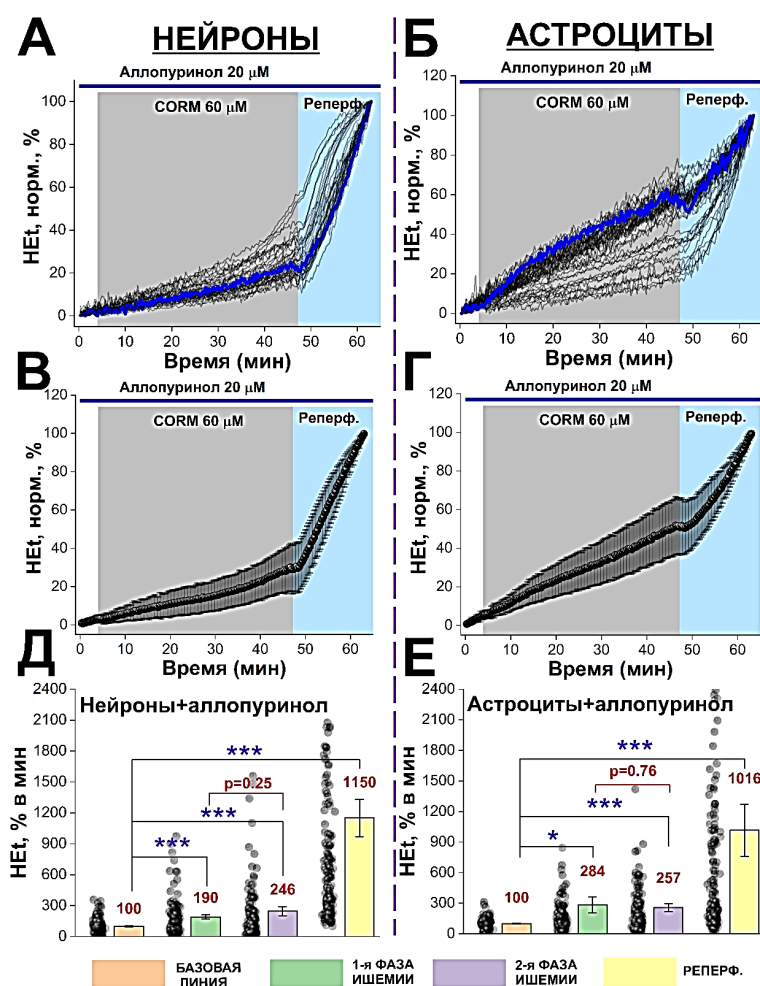 А НЕЙРОНЫ
Б АСТРОЦИТЫ
Аллопуринол 20 μM
CORM 60 μM
Реперф.
HEt, норм., %
100
80
60
40
20
0
0 10 20 30 40 50 60
Время (мин)
Аллопуринол 20 μM
CORM 60 μM
Реперф.
HEt, норм., %
120
100
80
60
40
20
0
0 10 20 30 40 50 60
Время (мин)
В
Аллопуринол 20 μM
CORM 60 μM
Реперф.
HEt, норм., %
120
100
80
60
40
20
0
0 10 20 30 40 50 60
Время (мин)
Г
Аллопуринол 20 μM
CORM 60 μM
Реперф.
HEt, норм., %
120
100
80
60
40
20
0
0 10 20 30 40 50 60
Время (мин)
Д
Нейроны+аллопуринол
HEt, % в мин
2400
2100
1800
1500
1200
900
600
300
0
***
p=0.25
***
***
100
190
246
1150
Е
Астроциты+аллопуринол
HEt, % в мин
2400
2100
1800
1500
1200
900
600
300
0
***
p=0.76
***
*
100
284
257
1016
БАЗОВАЯ
ЛИНИЯ
1-я ФАЗА
ИШЕМИИ
2-я ФАЗА
ИШЕМИИ
РЕПЕРФ.